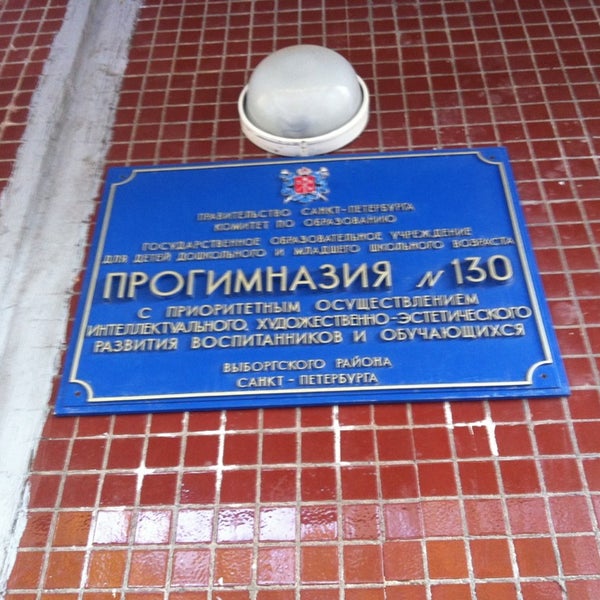 ПРАВИТЕЛЬСТВО САНКТ-ПЕТЕРБУРГА
КОМИТЕТ ПО ОБРАЗОВАНИЮ
ГОСУДАРСТВЕННОЕ ОБРАЗОВАТЕЛЬНОЕ УЧРЕЖДЕНИЕ
ДЛЯ ДЕТЕЙ ДОШКОЛЬНОГО И МЛАДШЕГО ШКОЛЬНОГО ВОЗРАСТА
ПРОГИМНАЗИЯ N 130
С ПРИОРИТЕТНЫМ ОСУЩЕСТВЛЕНИЕМ
ИНТЕЛЛЕКТУАЛЬНОГО, ХУДОЖЕСТВЕННО-ЭСТЕТИЧЕСКОГО
РАЗВИТИЯ ВОСПИТАННИКОВ И ОБУЧАЮЩИХСЯ
ВЫБОРГСКОГО РАЙОНА
САНКТ - ПЕТЕРБУРГА